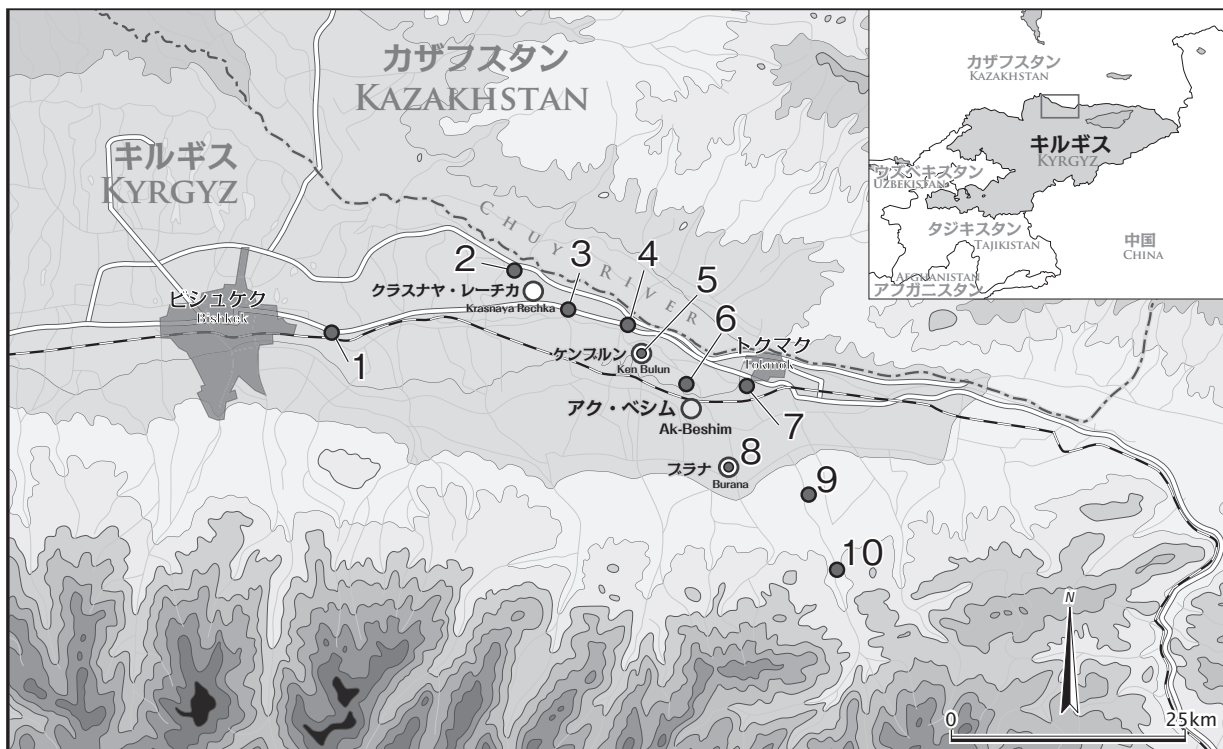 カザフスタン
KAZAKHSTAN
キルギス
KYRGYZ
CHUY RIVER
ビシュケク
Bishkek
クラスナヤ・レーチカ
Krasnaya Rechka
ケンブルン
Ken Bulun
トクマク
Tokmok
アク・ベシム
Ak-Beshim
ブラナ
Burana
1
2
3
4
5
6
7
8
9
10
カザフスタン
KAZAKHSTAN
キルギス
KYRGYZ
ウズベキスタン
UZBEKISTAN
タジキスタン
TAJIKISTAN
中国
CHINA
AFGHANISTAN
アフガニスタン
N
0 25km